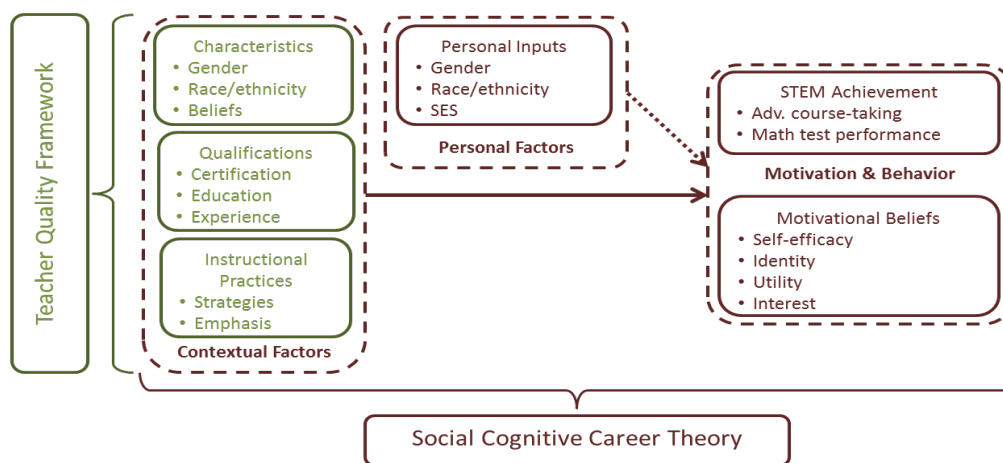 Teacher Quality Framework
Characteristics
• Gender
• Race/ethnicity
• Beliefs
Qualifications
• Certification
• Education
• Experience
Instructional
Practices
• Strategies
• Emphasis
Contextual Factors
Personal Inputs
• Gender
• Race/ethnicity
• SES
Personal Factors
STEM Achievement
• Adv. course-taking
• Math test performance
Motivation & Behavior
Motivational Beliefs
• Self-efficacy
• Identity
• Utility
• Interest
Social Cognitive Career Theory